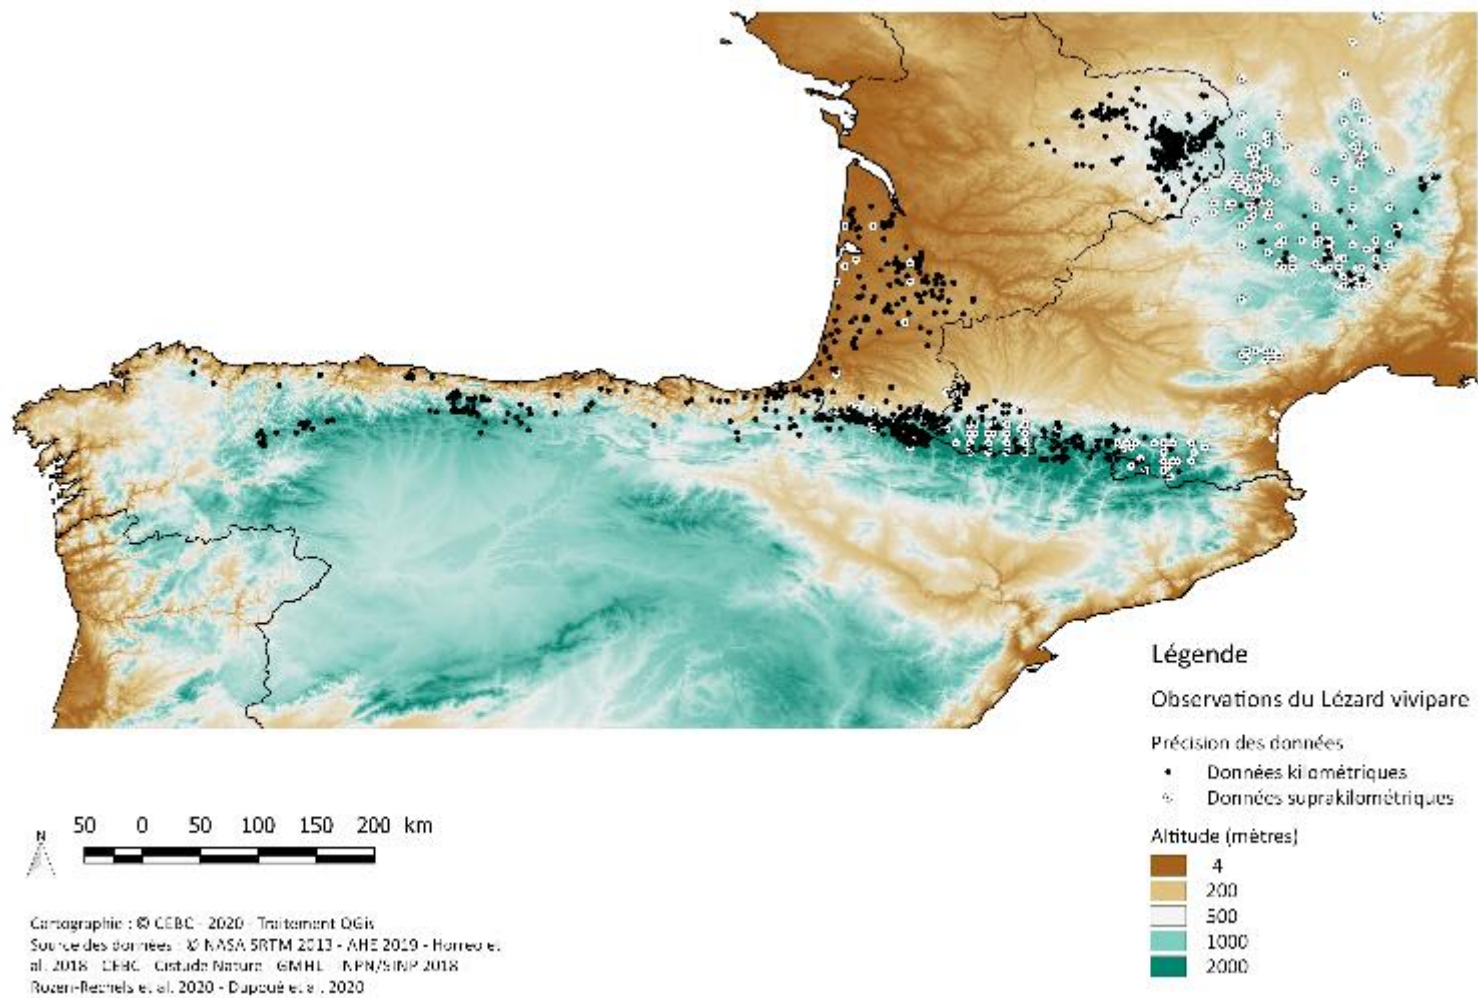 Légende
Observations du Lézard vivipare
Précision des données
Données kilométriques
Données suprakilométriques
Altitude (mètres)
4
200
500
1000
2000
N
50 0 50 100 150 200 km
Cartographie : © CEBC - 2020 - Traitement QGis
Source des données : © NASA SRTM 2013 - AHE 2019 - Horreo et
al. 2018 - CEBC - Cistude Nature - GMHL - INPN/SINP 2018
Rozen-Rechels et al. 2020 - Dupoué et al. 2020